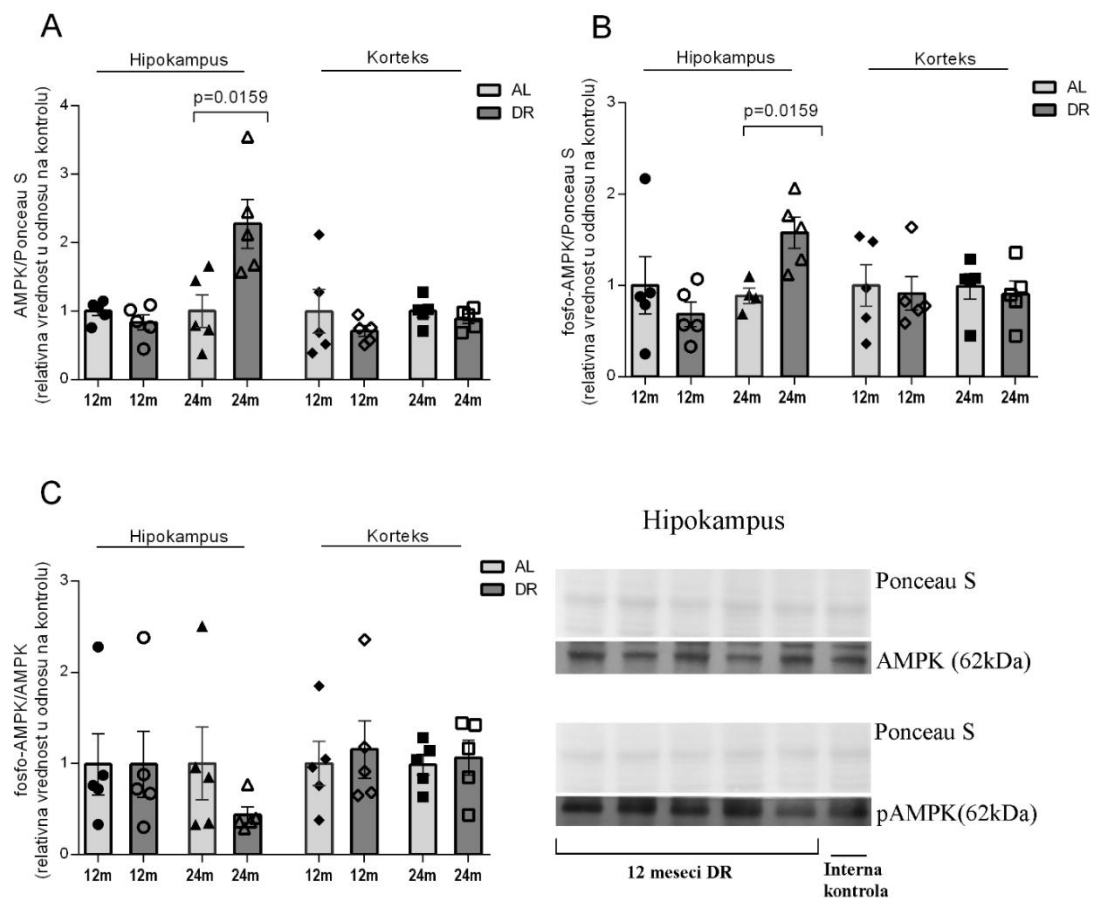 A
Hipokampus
Korteks
AL
DR
p=0.0159
AMPK/Ponceau S
(relativna vrednost u odnosu na kontrolu)
4
3
2
1
0
12m 12m 24m 24m 12m 12m 24m 24m
B
Hipokampus
Korteks
AL
DR
p=0.0159
fosfo-AMPK/Ponceau S
(relativna vrednost u oddnosu na kontrolu)
3
2
1
0
12m 12m 24m 24m 12m 12m 24m 24m
C
Hipokampus
Korteks
AL
DR
fosfo-AMPK/AMPK
(relativna vrednost u odnosu na kontrolu)
3
2
1
0
12m 12m 24m 24m 12m 12m 24m 24m
Hipokampus
Ponceau S
AMPK (62kDa)
Ponceau S
pAMPK(62kDa)
12 meseci DR
Interna
kontrola